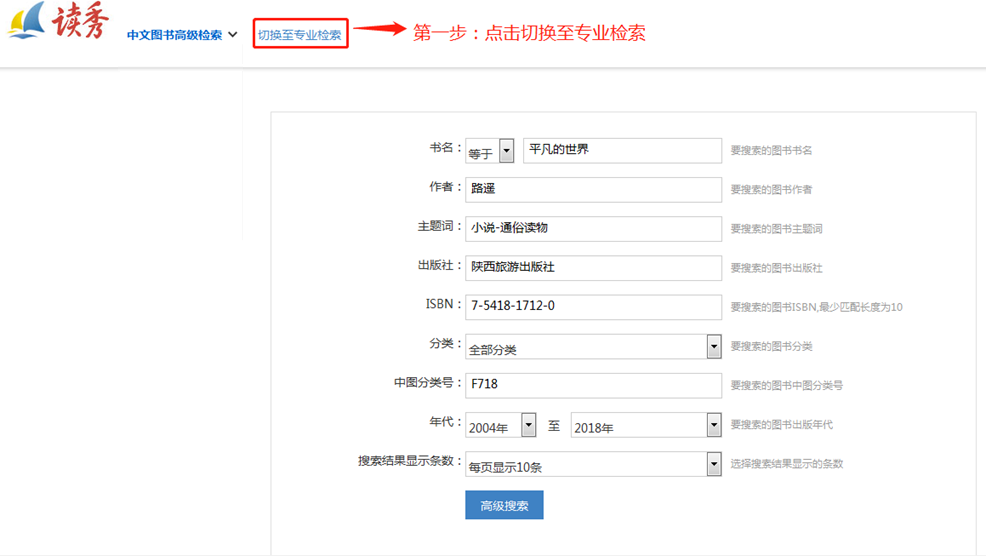 读秀 中文图书高级检索 切换至专业检索 第一步：点击切换至专业检索
书名： 等于 平凡的世界 要搜索的图书书名
作者： 路遥 要搜索的图书作者
主题词： 小说-通俗读物 要搜索的图书主题词
出版社： 陕西旅游出版社 要搜索的图书出版社
ISBN： 7-5418-1712-0 要搜索的图书ISBN,最少匹配长度为10
分类： 全部分类 要搜索的图书分类
中图分类号： F718 要搜索的图书中图分类号
年代： 2004年 至 2018年 要搜索的图书出版年代
搜索结果显示条数： 每页显示10条 选择搜索结果显示的条数
高级搜索